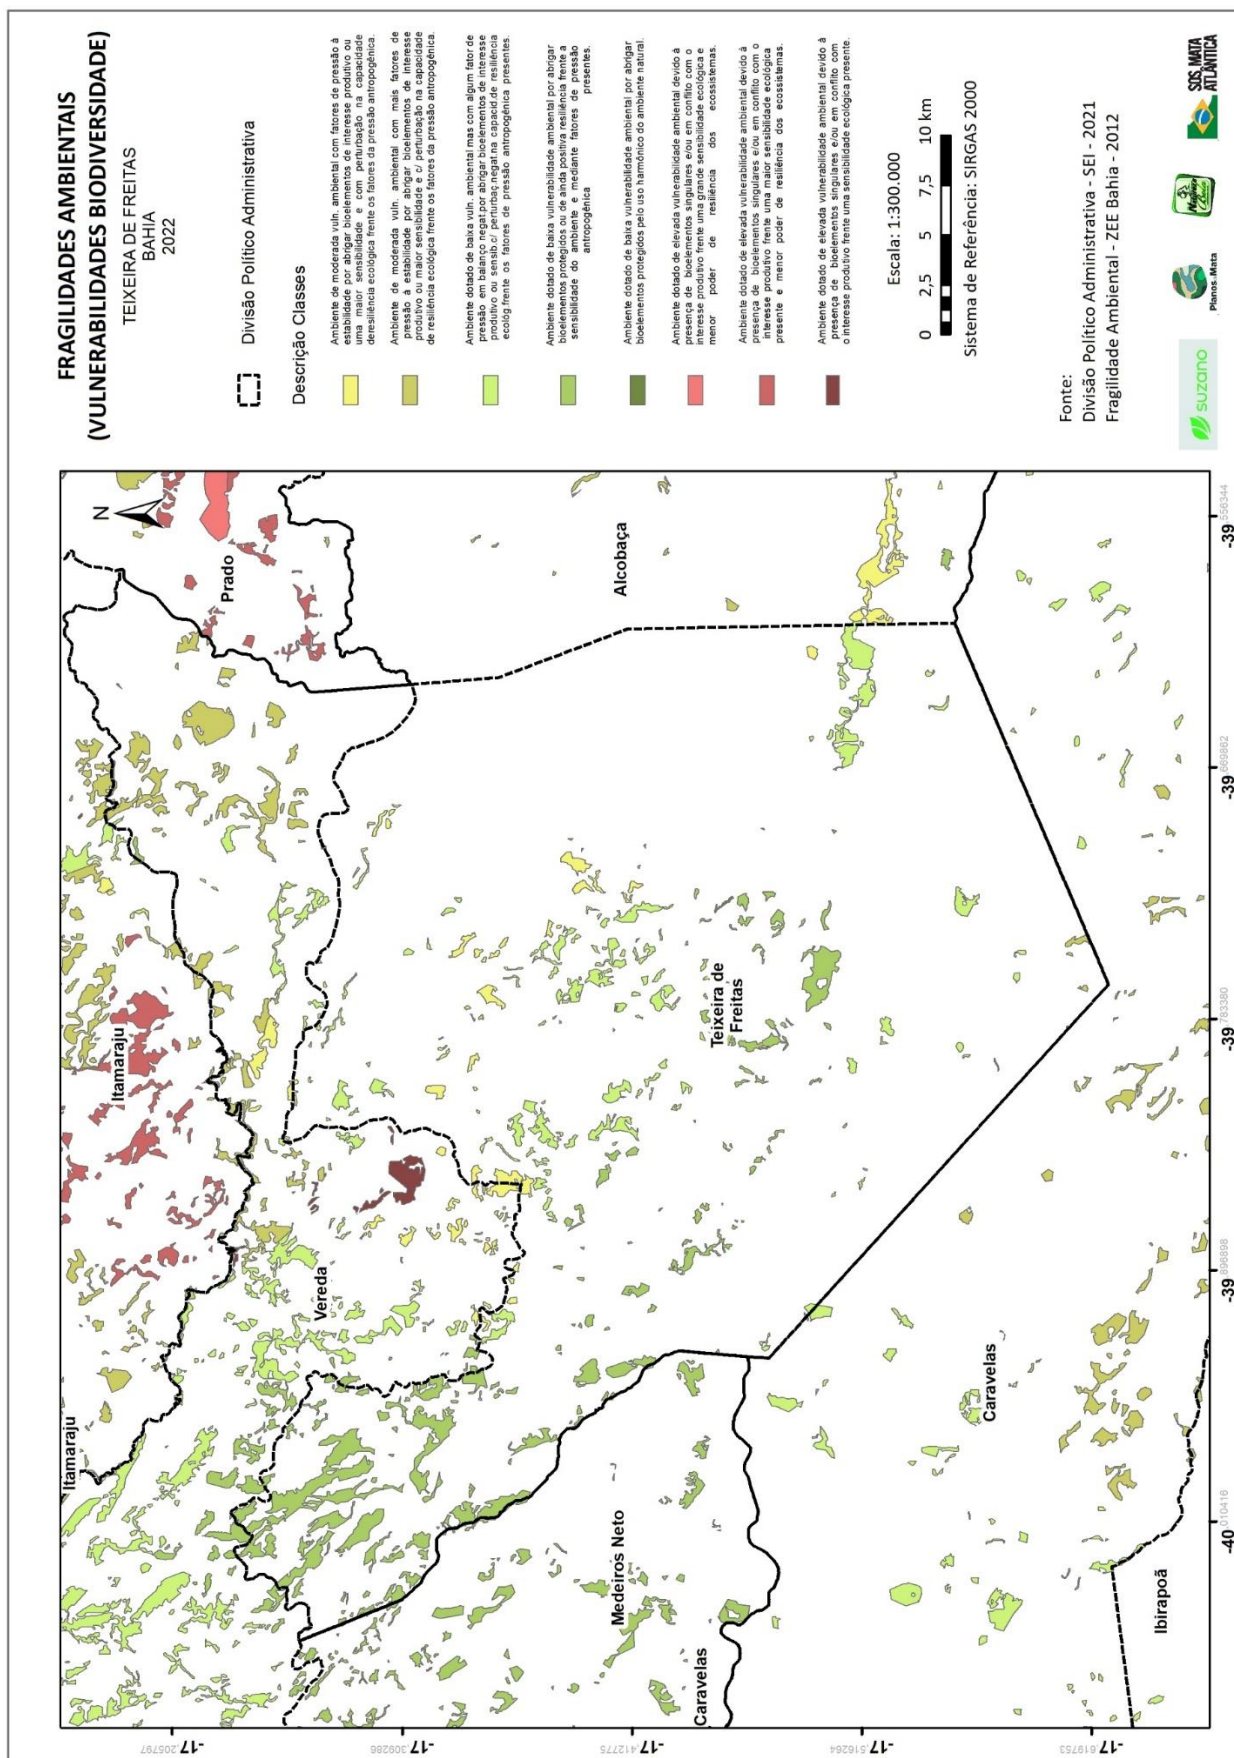 FRAGILIDADES AMBIENTAIS
(VULNERABILIDADES BIODIVERSIDADE)
TEIXEIRA DE FREITAS
BAHIA
2022
Divisão Político Administrativa
Descrição Classes
Ambiente de moderada vuln. ambiental com fatores de pressão à
estabilidade por abrigar bioelementos de interesse produtivo ou
uma maior sensibilidade e com perturbação na capacidade
deresiliência ecológica frente os fatores da pressão antropogênica.
Ambiente de moderada vuln. ambiental com mais fatores de
pressão à estabilidade por abrigar bioelementos de interesse
produtivo ou maior sensibilidade e c/ perturbação na capacidade
de resiliência ecológica frente os fatores da pressão antropogênica.
Ambiente dotado de baixa vuln. ambiental mas com algum fator de
pressão em balanço negat.por abrigar bioelementos de interesse
produtivo ou sensib.c/ perturbaç.negat.na capacid.de resiliência
ecológ.frente os fatores de pressão antropogênica presentes.
Ambiente dotado de baixa vulnerabilidade ambiental por abrigar
bioelementos protegidos ou de ainda positiva resiliência frente a
sensibilidade do ambiente e mediante fatores de pressão
antropogênica presentes.
Ambiente dotado de baixa vulnerabilidade ambiental por abrigar
bioelementos protegidos pelo uso harmônico do ambiente natural.
Ambiente dotado de elevada vulnerabilidade ambiental devido à
presença de bioelementos singulares e/ou em conflito com o
interesse produtivo frente uma grande sensibilidade ecológica e
menor poder de resiliência dos ecossistemas.
Ambiente dotado de elevada vulnerabilidade ambiental devido à
presença de bioelementos singulares e/ou em conflito com o
interesse produtivo frente uma maior sensibilidade ecológica
presente e menor poder de resiliência dos ecossistemas.
Ambiente dotado de elevada vulnerabilidade ambiental devido à
presença de bioelementos singulares e/ou em conflito com
o interesse produtivo frente uma sensibilidade ecológica presente.
Escala: 1:300.000
0 2,5 5 7,5 10 km
Sistema de Referência: SIRGAS 2000
Fonte:
Divisão Político Administrativa - SEI - 2021
Fragilidade Ambiental - ZEE Bahia - 2012
suzano
Planos da Mata
SOS MATA
ATLÂNTICA
N
Itamaraju
Itamaraju
Prado
Vereda
Alcobaça
Teixeira de
Freitas
Medeiros Neto
Caravelas
Caravelas
Ibirapoã
-17,205797
-17,309286
-17,412775
-17,516264
-17,619753
-40,010416
-39,896898
-39,783380
-39,669862
-39,556344